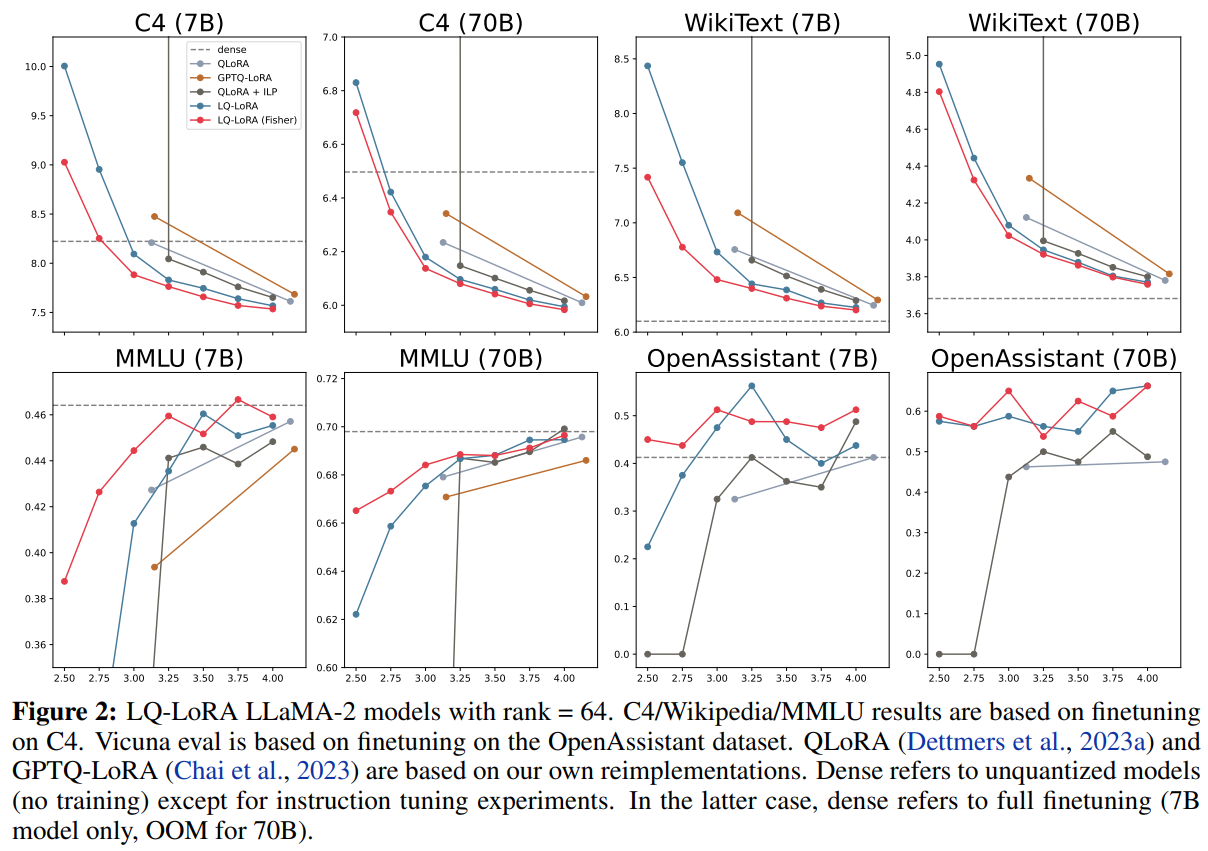 C4 (7B)
C4 (70B)
WikiText (7B)
WikiText (70B)
10.0
9.5
9.0
8.5
8.0
7.5
dense
QLoRA
GPTQ-LoRA
QLoRA + ILP
LQ-LoRA
LQ-LoRA (Fisher)
7.0
6.8
6.6
6.4
6.2
6.0
8.5
8.0
7.5
7.0
6.5
6.0
5.0
4.8
4.6
4.4
4.2
4.0
3.8
3.6
MMLU (7B)
MMLU (70B)
OpenAssistant (7B)
OpenAssistant (70B)
0.46
0.44
0.42
0.40
0.38
0.36
2.50 2.75 3.00 3.25 3.50 3.75 4.00
0.72
0.70
0.68
0.66
0.64
0.62
0.60
2.50 2.75 3.00 3.25 3.50 3.75 4.00
0.5
0.4
0.3
0.2
0.1
0.0
2.50 2.75 3.00 3.25 3.50 3.75 4.00
0.6
0.5
0.4
0.3
0.2
0.1
0.0
2.50 2.75 3.00 3.25 3.50 3.75 4.00
Figure 2: LQ-LoRA LLaMA-2 models with rank = 64. C4/Wikipedia/MMLU results are based on finetuning
on C4. Vicuna eval is based on finetuning on the OpenAssistant dataset. QLoRA (Dettmers et al., 2023a) and
GPTQ-LoRA (Chai et al., 2023) are based on our own reimplementations. Dense refers to unquantized models
(no training) except for instruction tuning experiments. In the latter case, dense refers to full finetuning (7B
model only, OOM for 70B).